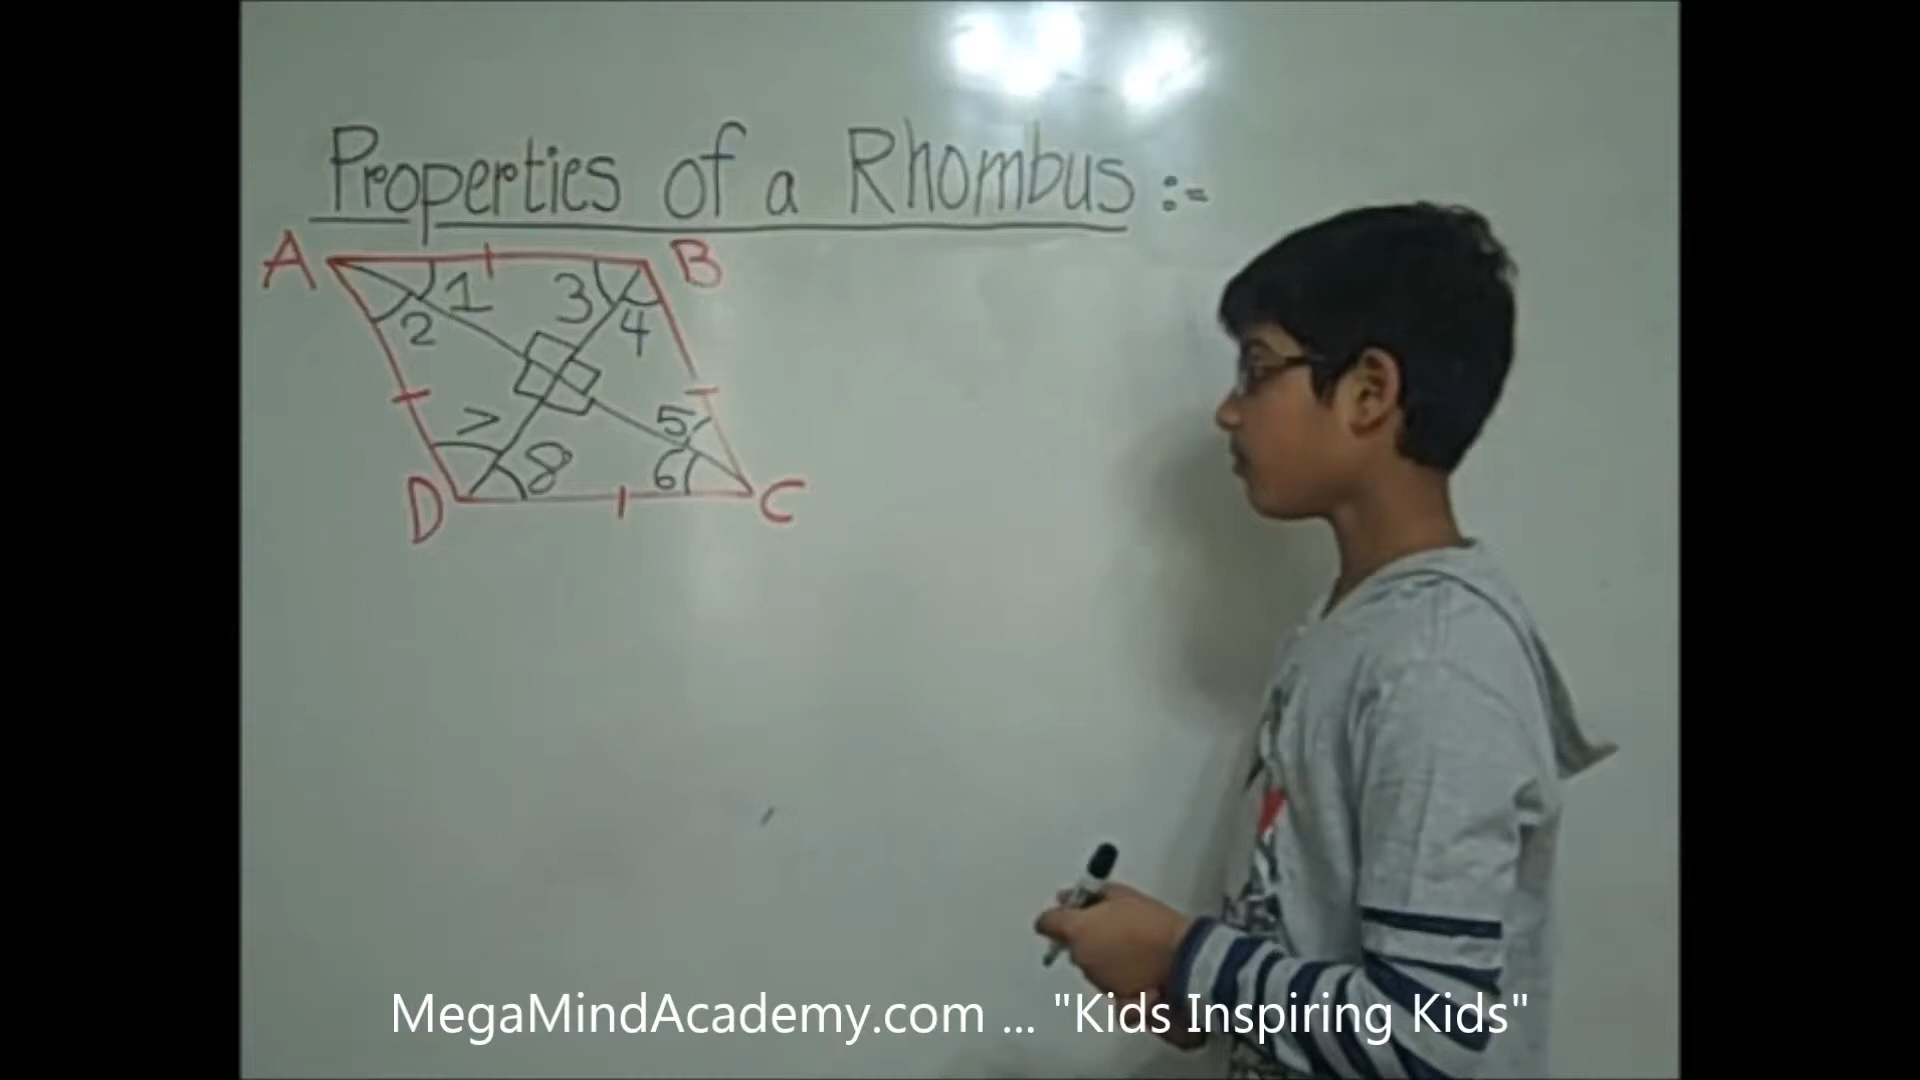 Properties of a Rhombus :-
A B
1 3
2 4
7 5
8 6
D C
MegaMindAcademy.com ... "Kids Inspiring Kids"